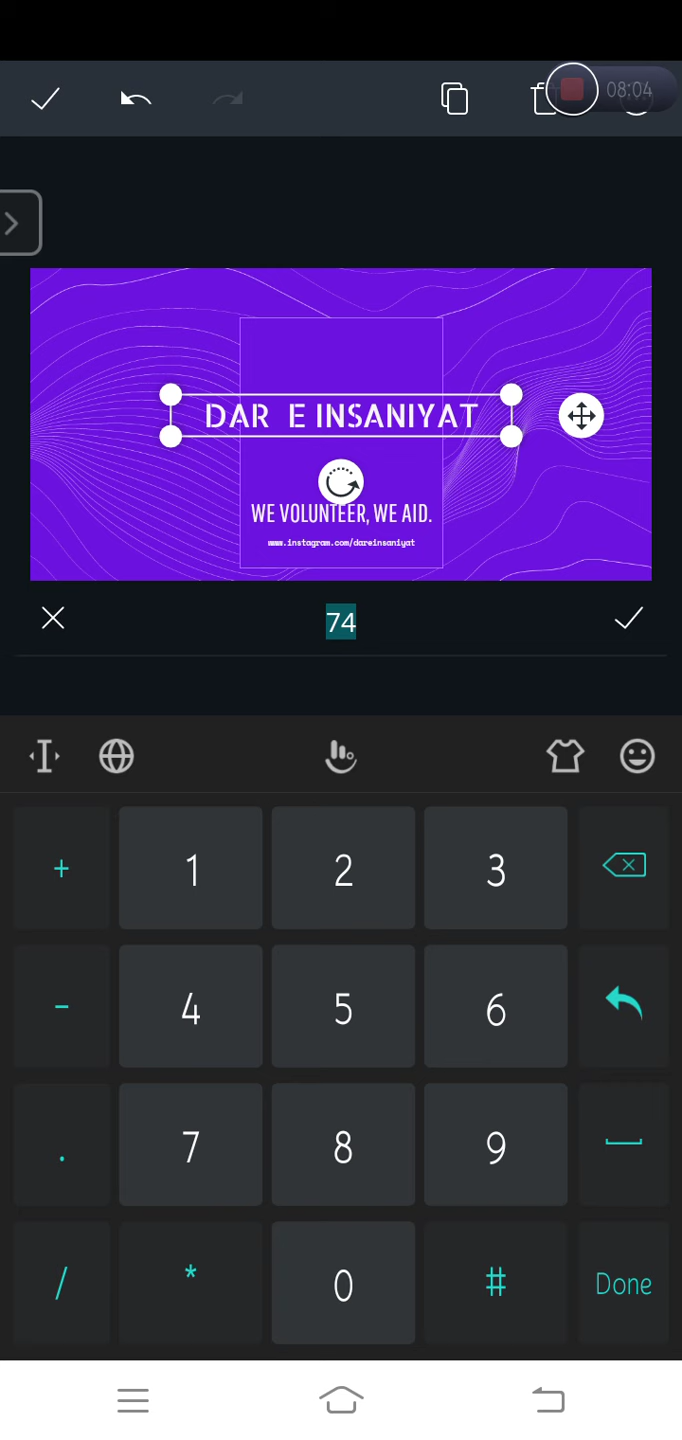 08:04
DAR E INSANIYAT
WE VOLUNTEER, WE AID.
www.instagram.com/dareinsaniyat
74
+ 1 2 3
- 4 5 6
. 7 8 9
/ * 0 # Done